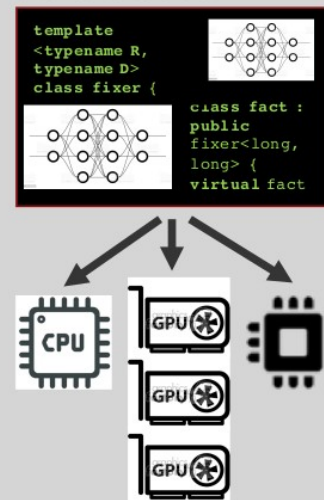 template
<typename R,
typename D>
class fixer {
class fact :
public
fixer<long,
long> {
virtual fact
CPU
GPU
GPU
GPU